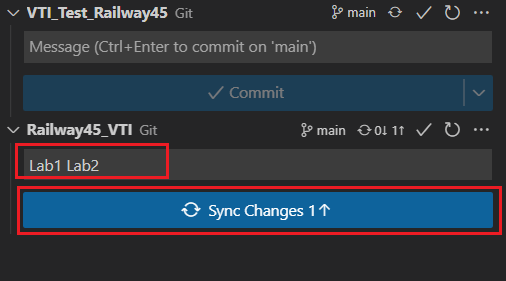 VTI_Test_Railway45 Git main
Message (Ctrl+Enter to commit on 'main')
Commit
Railway45_VTI Git main 0↓ 1↑
Lab1 Lab2
Sync Changes 1↑